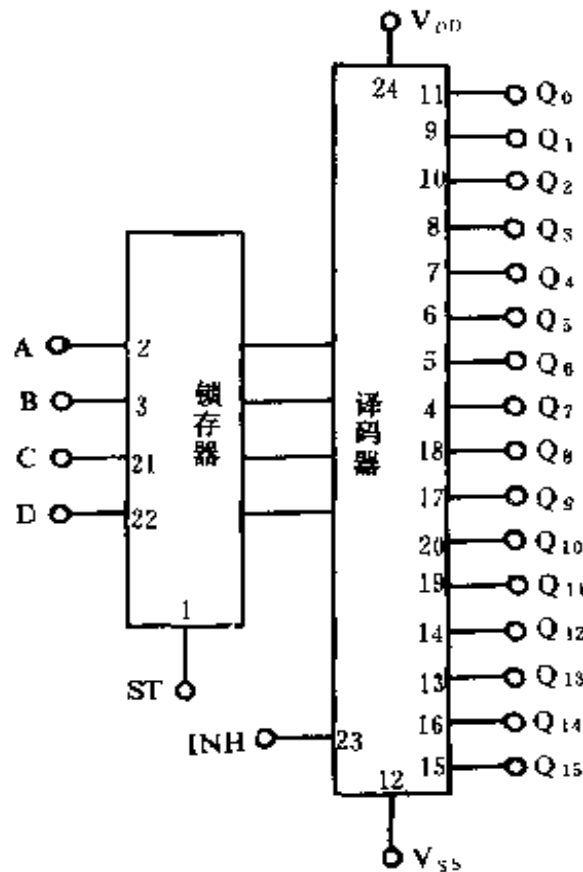 V_DD
24
11 Q₀
9 Q₁
10 Q₂
8 Q₃
7 Q₄
6 Q₅
5 Q₆
4 Q₇
18 Q₈
17 Q₉
20 Q₁₀
19 Q₁₁
14 Q₁₂
13 Q₁₃
16 Q₁₄
15 Q₁₅
A 2
B 3
C 21
D 22
锁存器
译码器
1
ST
INH 23
12
V_SS